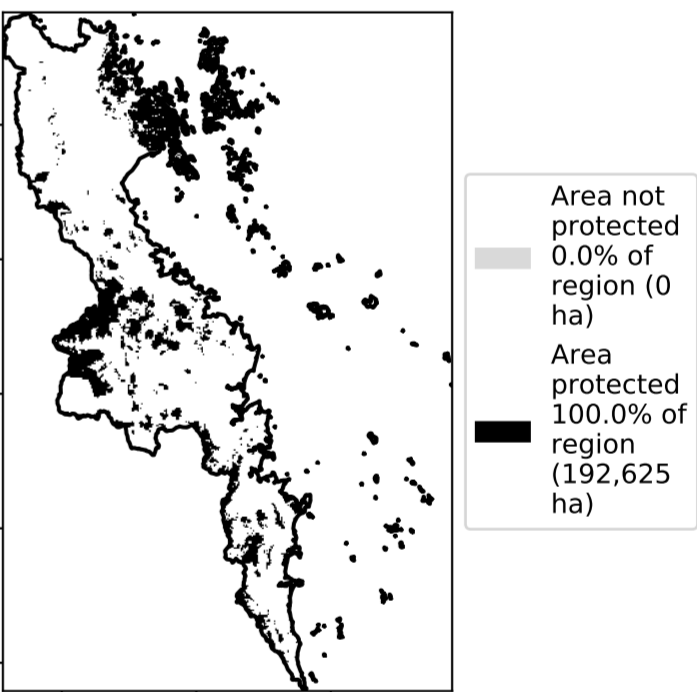 Area not
protected
0.0% of
region (0
ha)
Area
protected
100.0% of
region
(192,625
ha)